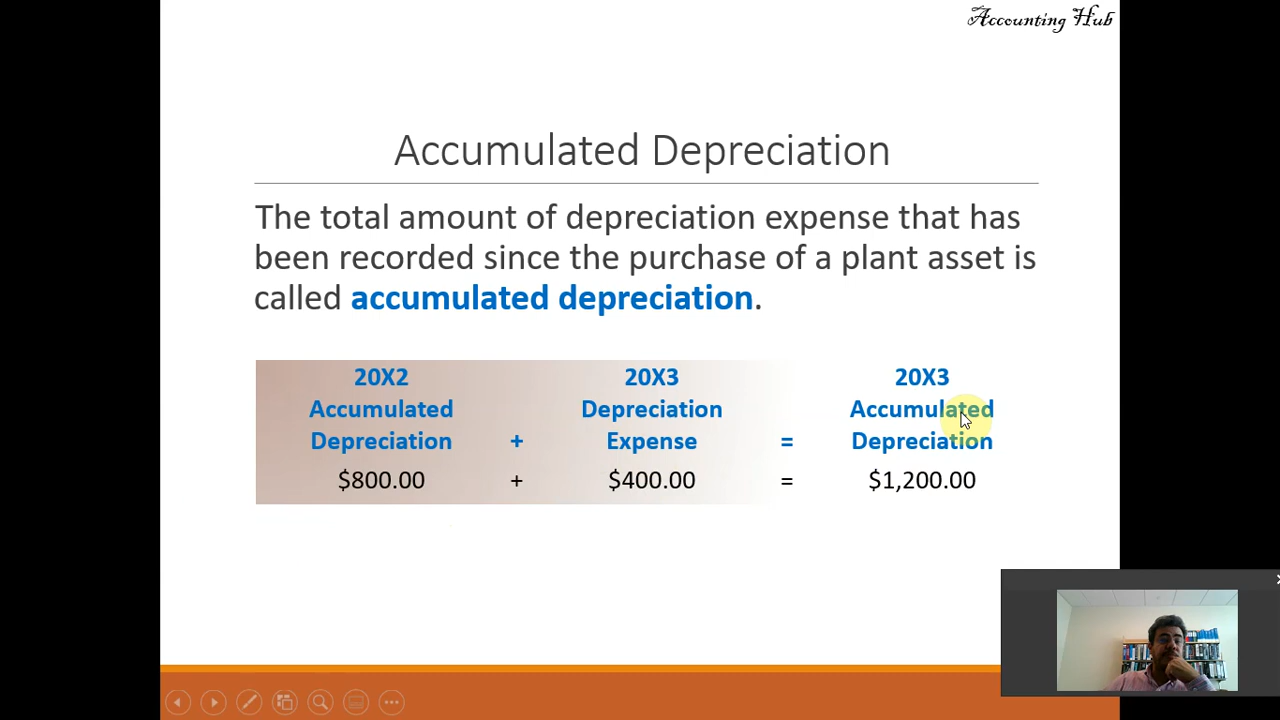 Accounting Hub
Accumulated Depreciation
The total amount of depreciation expense that has
been recorded since the purchase of a plant asset is
called accumulated depreciation.
20X2 20X3 20X3
Accumulated Depreciation Accumulated
Depreciation + Expense = Depreciation
$800.00 + $400.00 = $1,200.00